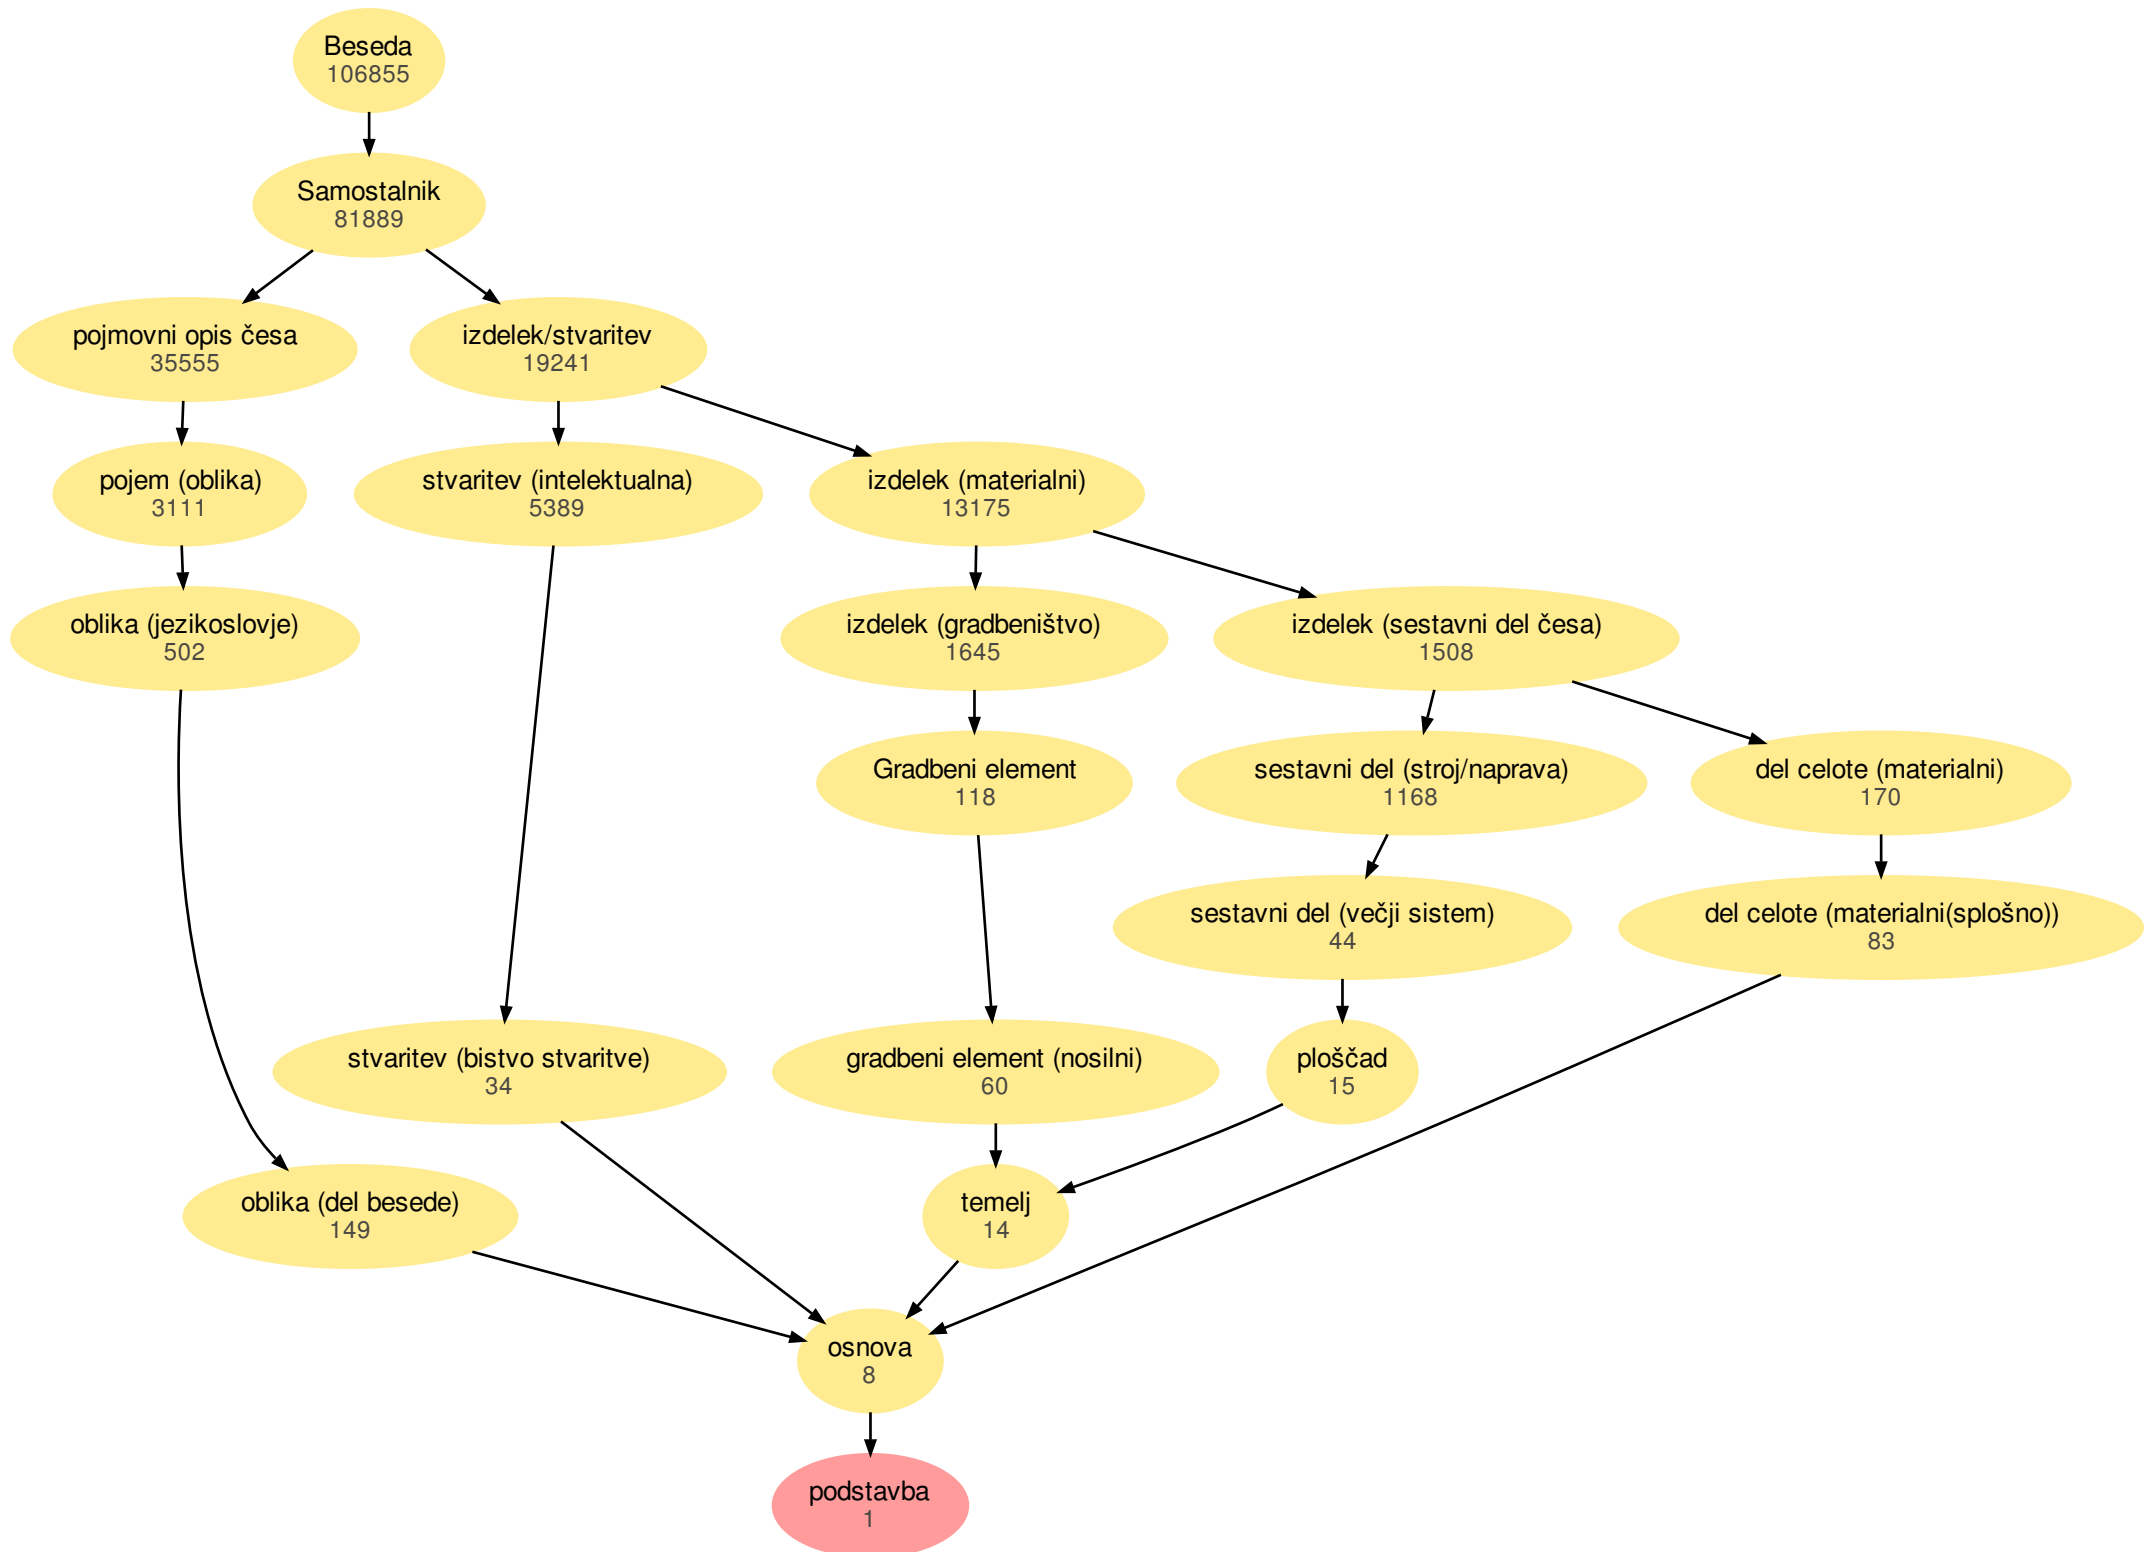 Beseda
106855
Samostalnik
81889
pojmovni opis česa
35555
izdelek/stvaritev
19241
pojem (oblika)
3111
stvaritev (intelektualna)
5389
izdelek (materialni)
13175
oblika (jezikoslovje)
502
izdelek (gradbeništvo)
1645
izdelek (sestavni del česa)
1508
Gradbeni element
118
sestavni del (stroj/naprava)
1168
del celote (materialni)
170
sestavni del (večji sistem)
44
del celote (materialni(splošno))
83
stvaritev (bistvo stvaritve)
34
gradbeni element (nosilni)
60
ploščad
15
oblika (del besede)
149
temelj
14
osnova
8
podstavba
1